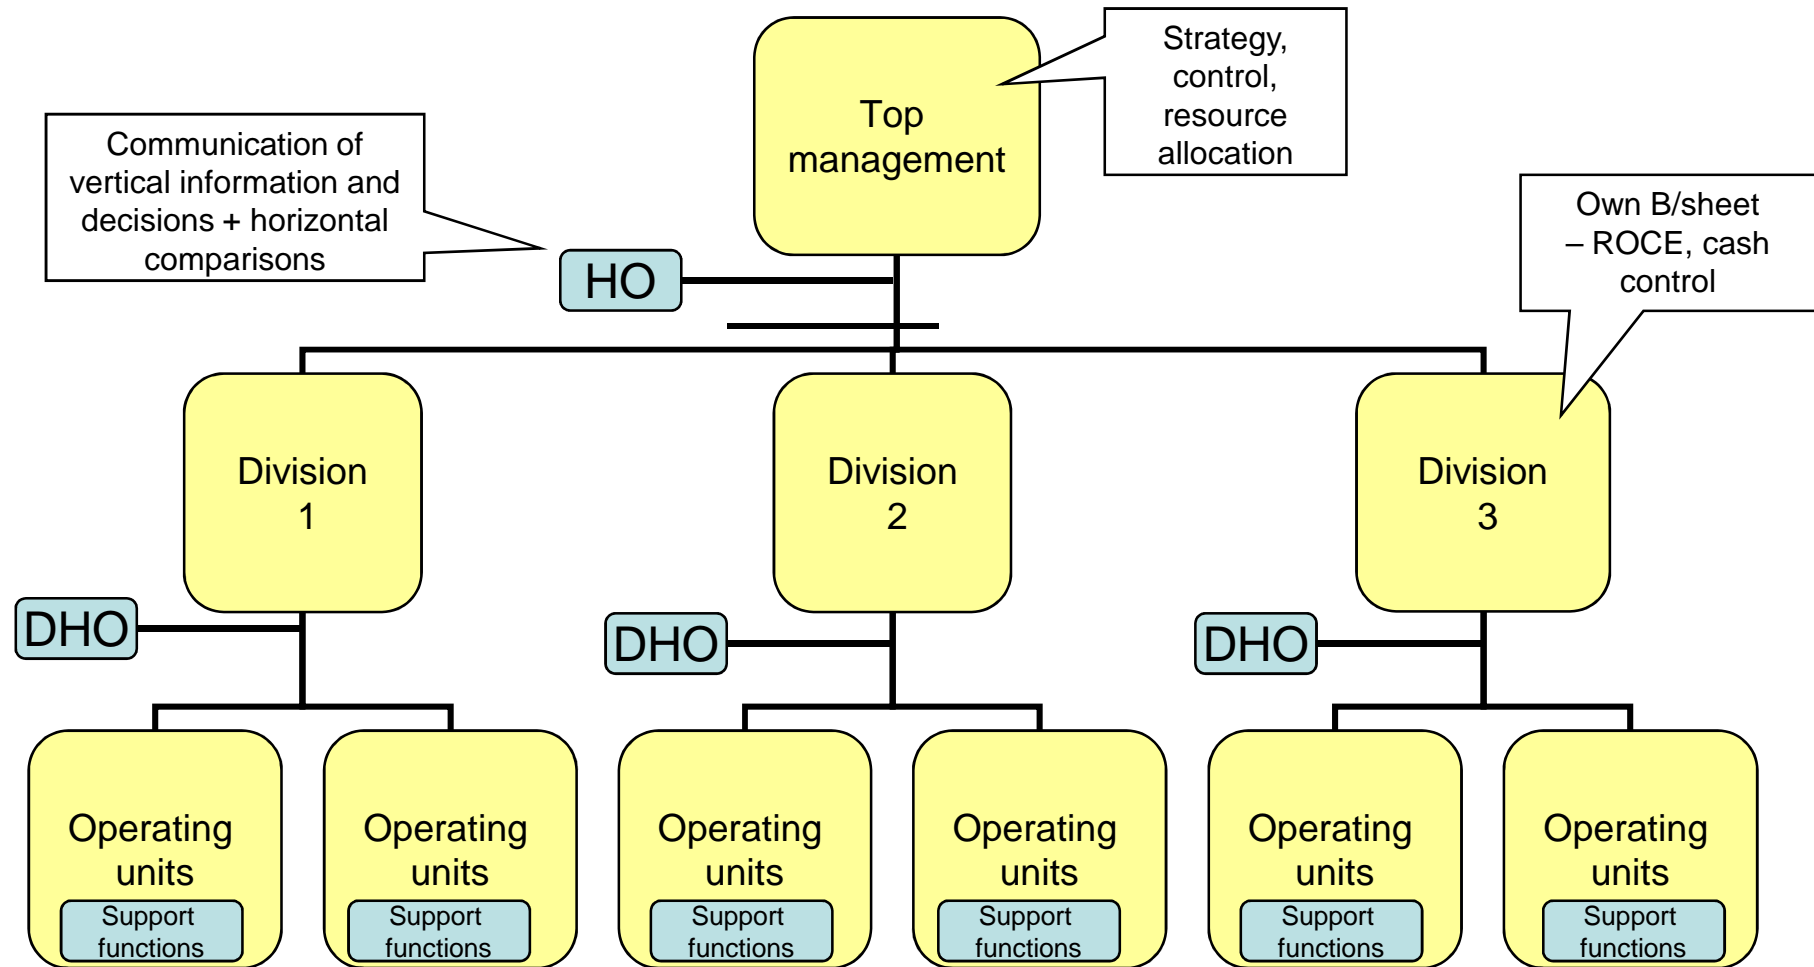 Strategy,
control,
resource
allocation
Top
management
Communication of
vertical information and
decisions + horizontal
comparisons
Own B/sheet
– ROCE, cash
control
HO
Division
1
Division
2
Division
3
DHO
DHO
DHO
Operating
units
Support
functions
Operating
units
Support
functions
Operating
units
Support
functions
Operating
units
Support
functions
Operating
units
Support
functions
Operating
units
Support
functions